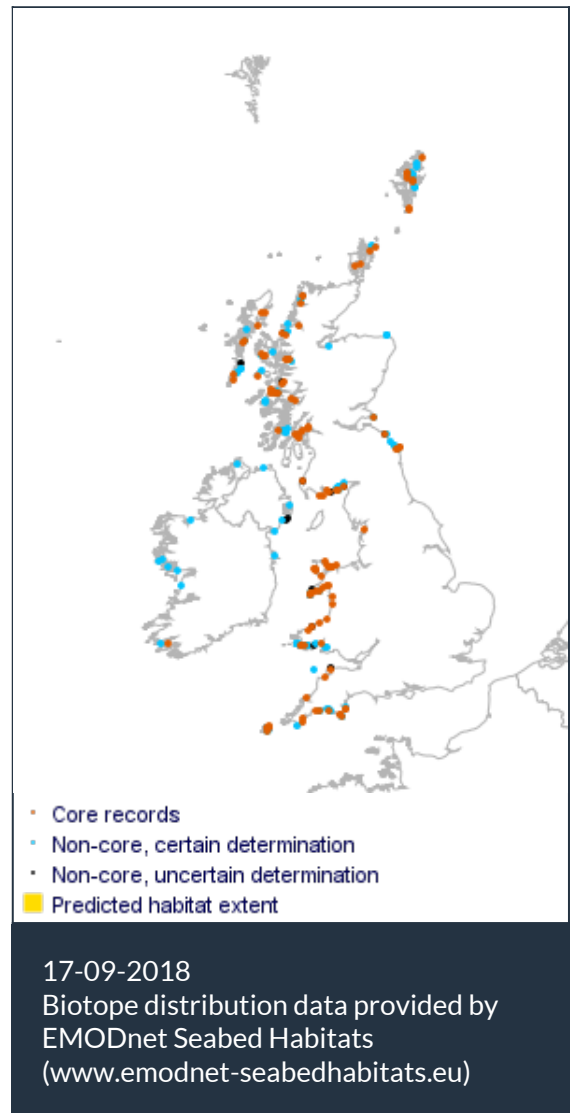 Core records
Non-core, certain determination
Non-core, uncertain determination
Predicted habitat extent
17-09-2018
Biotope distribution data provided by
EMODnet Seabed Habitats
(www.emodnet-seabedhabitats.eu)